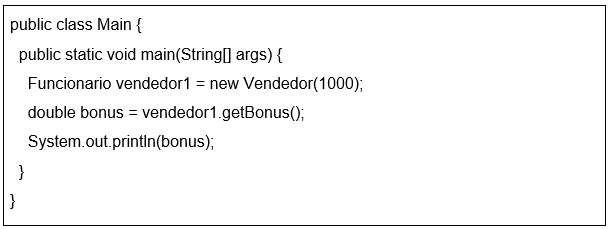 public class Main {
public static void main(String[] args) {
Funcionario vendedor1 = new Vendedor(1000);
double bonus = vendedor1.getBonus();
System.out.println(bonus);
}
}